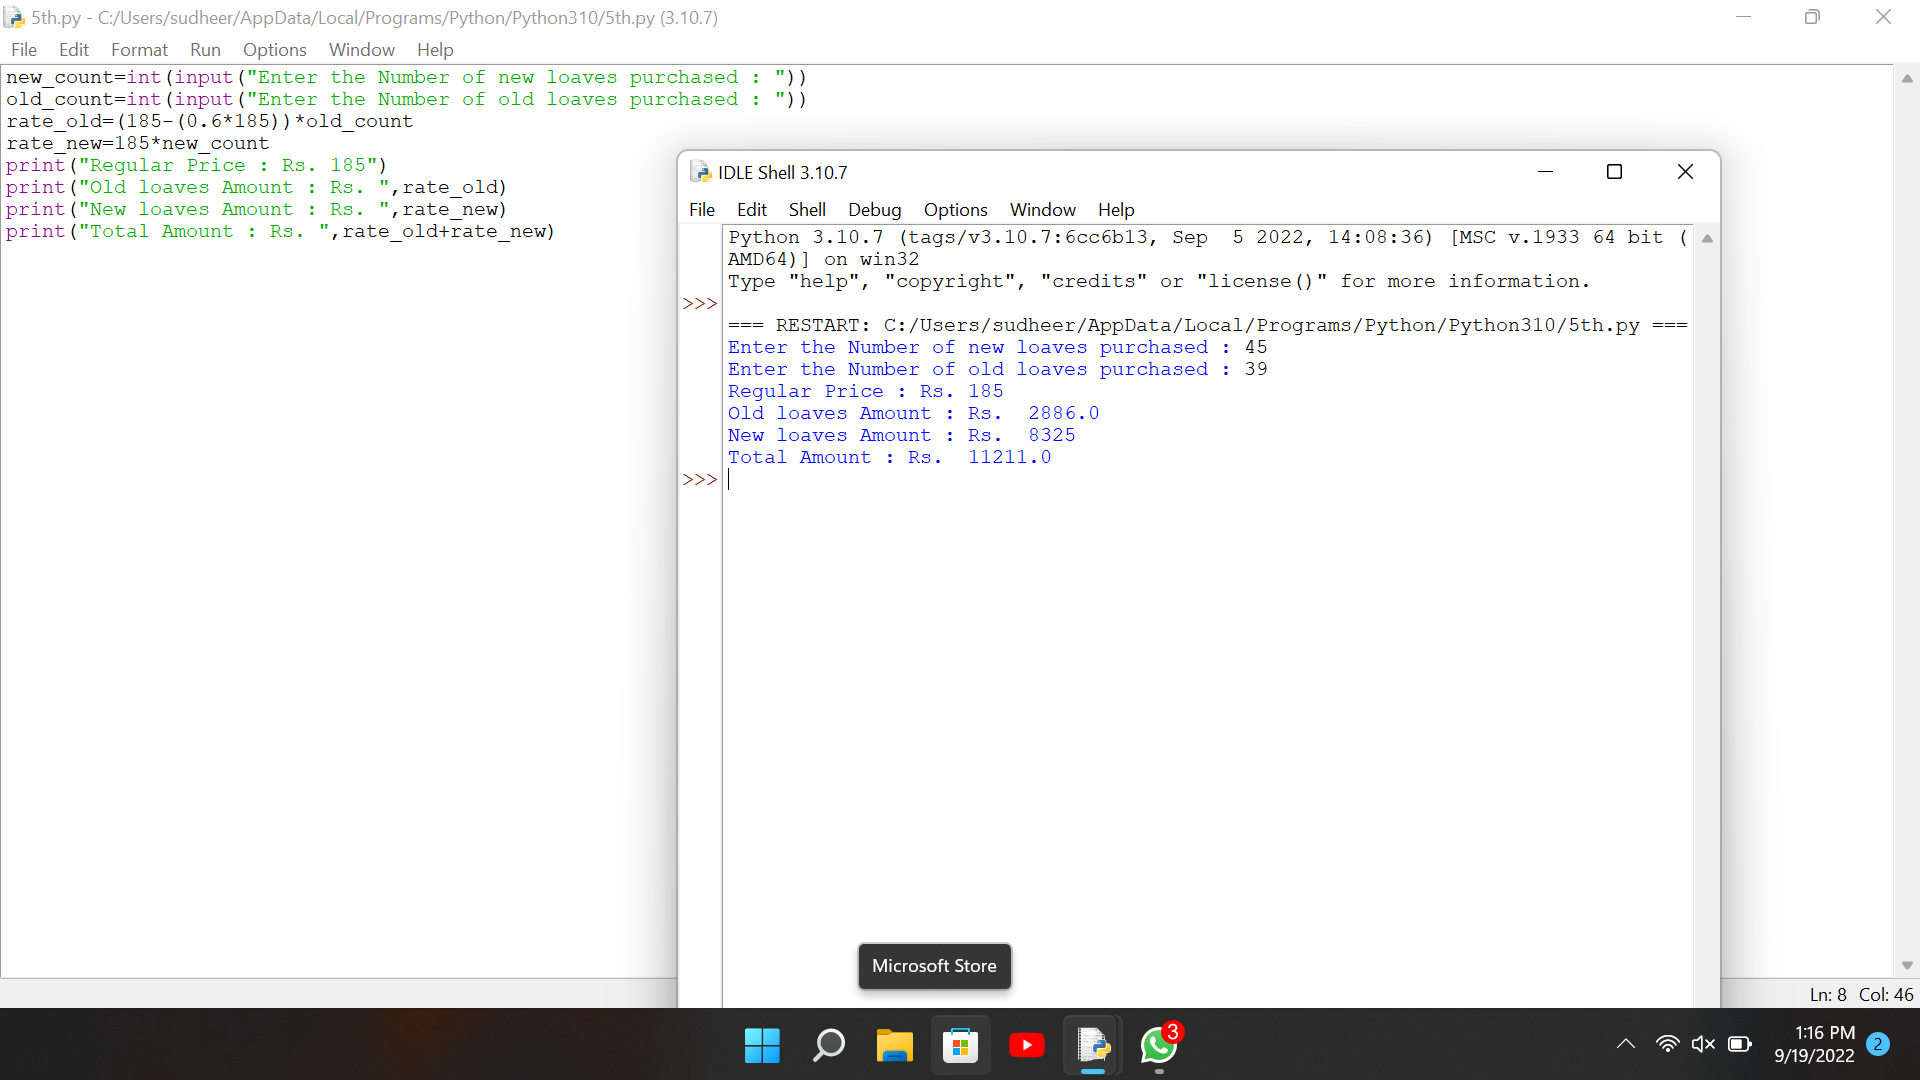 5th.py - C:/Users/sudheer/AppData/Local/Programs/Python/Python310/5th.py (3.10.7)
File Edit Format Run Options Window Help
new_count=int(input("Enter the Number of new loaves purchased : "))
old_count=int(input("Enter the Number of old loaves purchased : "))
rate_old=(185-(0.6*185))*old_count
rate_new=185*new_count
print("Regular Price : Rs. 185")
print("Old loaves Amount : Rs. ",rate_old)
print("New loaves Amount : Rs. ",rate_new)
print("Total Amount : Rs. ",rate_old+rate_new)
IDLE Shell 3.10.7
File Edit Shell Debug Options Window Help
Python 3.10.7 (tags/v3.10.7:6cc6b13, Sep  5 2022, 14:08:36) [MSC v.1933 64 bit (
AMD64)] on win32
Type "help", "copyright", "credits" or "license()" for more information.
>>>
=== RESTART: C:/Users/sudheer/AppData/Local/Programs/Python/Python310/5th.py ===
Enter the Number of new loaves purchased : 45
Enter the Number of old loaves purchased : 39
Regular Price : Rs. 185
Old loaves Amount : Rs.  2886.0
New loaves Amount : Rs.  8325
Total Amount : Rs.  11211.0
>>>
Microsoft Store
Ln: 8 Col: 46
3
1:16 PM
9/19/2022
2